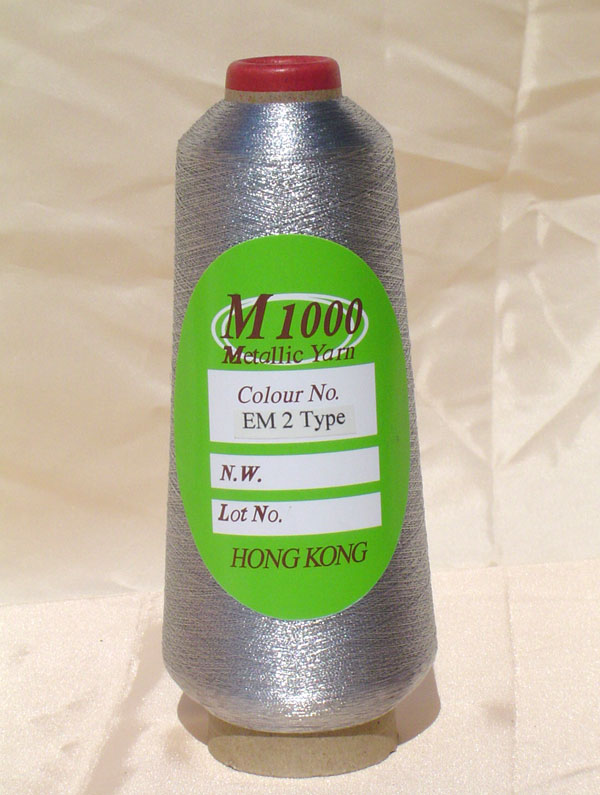 M 1000
Metallic Yarn
Colour No.
EM 2 Type
N.W.
Lot No.
HONG KONG